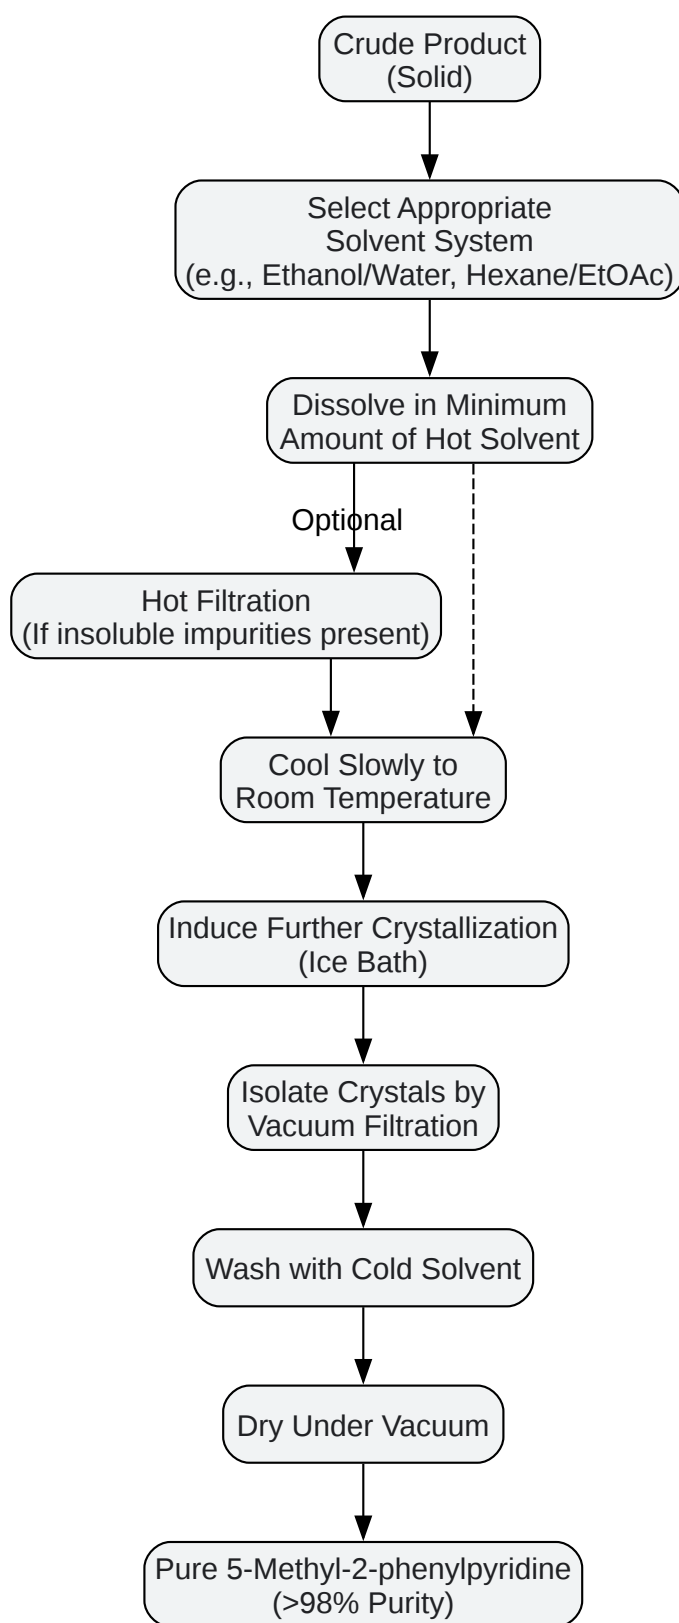 Crude Product
(Solid)
Select Appropriate
Solvent System
(e.g., Ethanol/Water, Hexane/EtOAc)
Dissolve in Minimum
Amount of Hot Solvent
Optional
Hot Filtration
(If insoluble impurities present)
Cool Slowly to
Room Temperature
Induce Further Crystallization
(Ice Bath)
Isolate Crystals by
Vacuum Filtration
Wash with Cold Solvent
Dry Under Vacuum
Pure 5-Methyl-2-phenylpyridine
(>98% Purity)